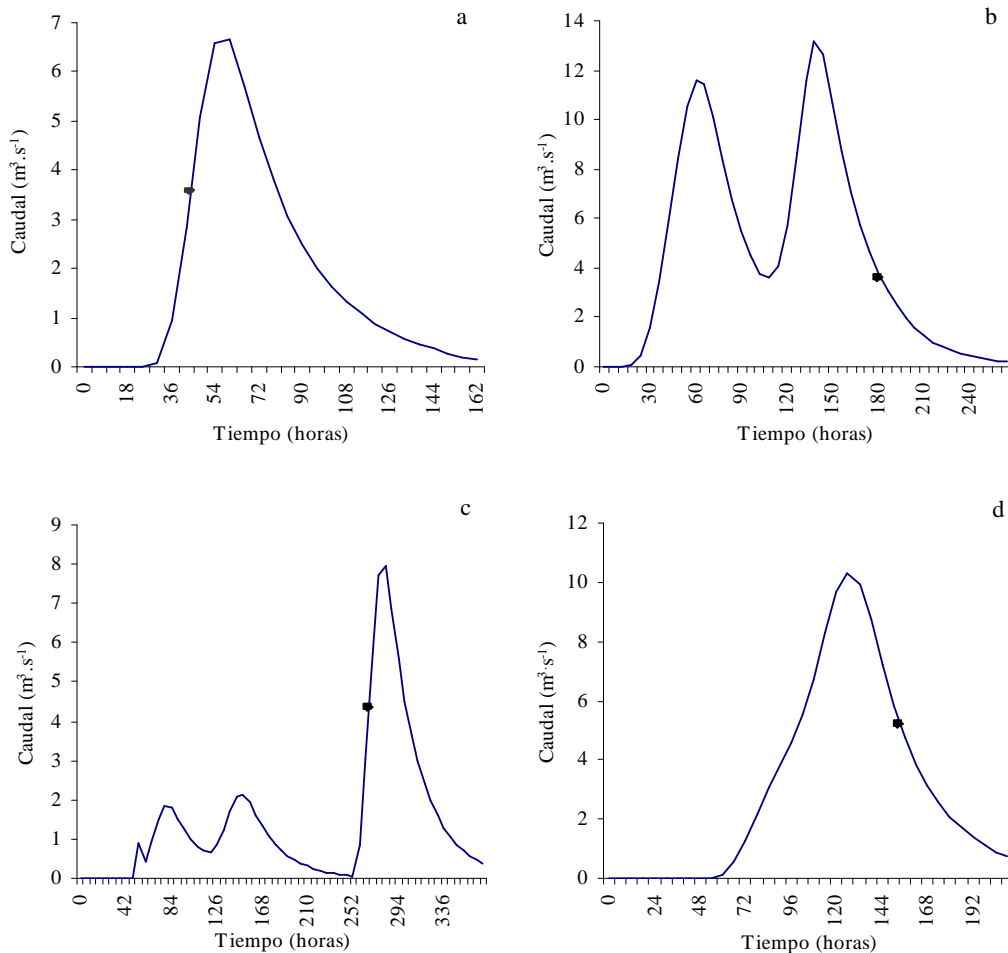 a
7
6
5
4
3
2
1
0
Caudal (m³.s⁻¹)
0 18 36 54 72 90 108 126 144 162
Tiempo (horas)
b
14
12
10
8
6
4
2
0
Caudal (m³.s⁻¹)
0 30 60 90 120 150 180 210 240
Tiempo (horas)
c
9
8
7
6
5
4
3
2
1
0
Caudal (m³.s⁻¹)
0 42 84 126 168 210 252 294 336
Tiempo (horas)
d
12
10
8
6
4
2
0
Caudal (m³·s⁻¹)
0 24 48 72 96 120 144 168 192
Tiempo (horas)